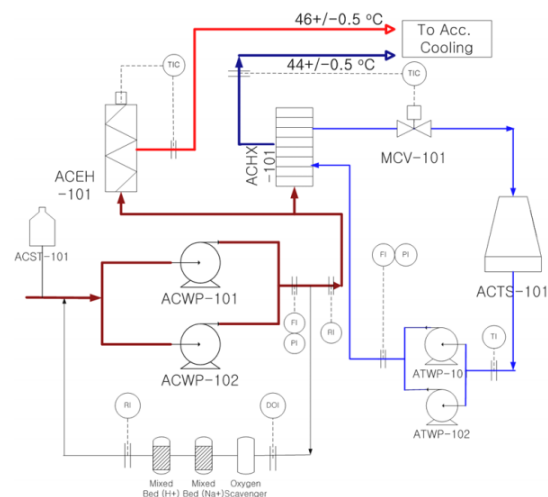 46+/-0.5 ℃
To Acc.
Cooling
44+/-0.5 ℃
TIC
TIC
ACEH
-101
ACHX
-101
MCV-101
ACST-101
ACWP-101
FI
PI
ACTS-101
FI
PI
RI
TI
ACWP-102
ATWP-10
ATWP-102
RI
DOI
Mixed
Bed (H+)
Mixed
Bed (Na+)
Oxygen
Scavenger